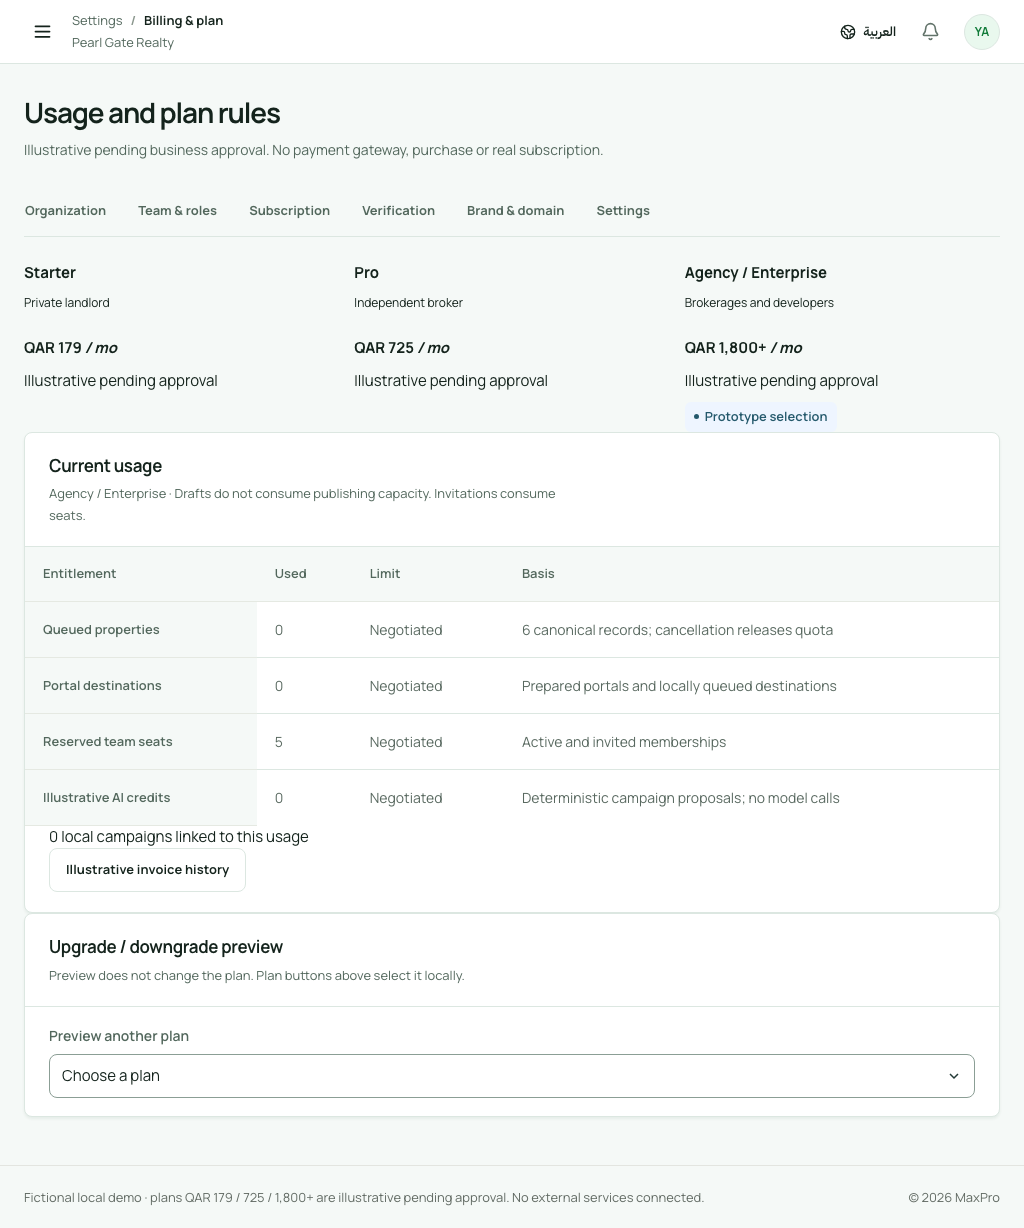 Settings / Billing & plan
Pearl Gate Realty
العربية
YA
Usage and plan rules
Illustrative pending business approval. No payment gateway, purchase or real subscription.
Organization Team & roles Subscription Verification Brand & domain Settings
Starter
Private landlord
QAR 179 / mo
Illustrative pending approval
Pro
Independent broker
QAR 725 / mo
Illustrative pending approval
Agency / Enterprise
Brokerages and developers
QAR 1,800+ / mo
Illustrative pending approval
Prototype selection
Current usage
Agency / Enterprise · Drafts do not consume publishing capacity. Invitations consume
seats.
Entitlement Used Limit Basis
Queued properties 0 Negotiated 6 canonical records; cancellation releases quota
Portal destinations 0 Negotiated Prepared portals and locally queued destinations
Reserved team seats 5 Negotiated Active and invited memberships
Illustrative AI credits 0 Negotiated Deterministic campaign proposals; no model calls
0 local campaigns linked to this usage
Illustrative invoice history
Upgrade / downgrade preview
Preview does not change the plan. Plan buttons above select it locally.
Preview another plan
Choose a plan
Fictional local demo · plans QAR 179 / 725 / 1,800+ are illustrative pending approval. No external services connected.
© 2026 MaxPro